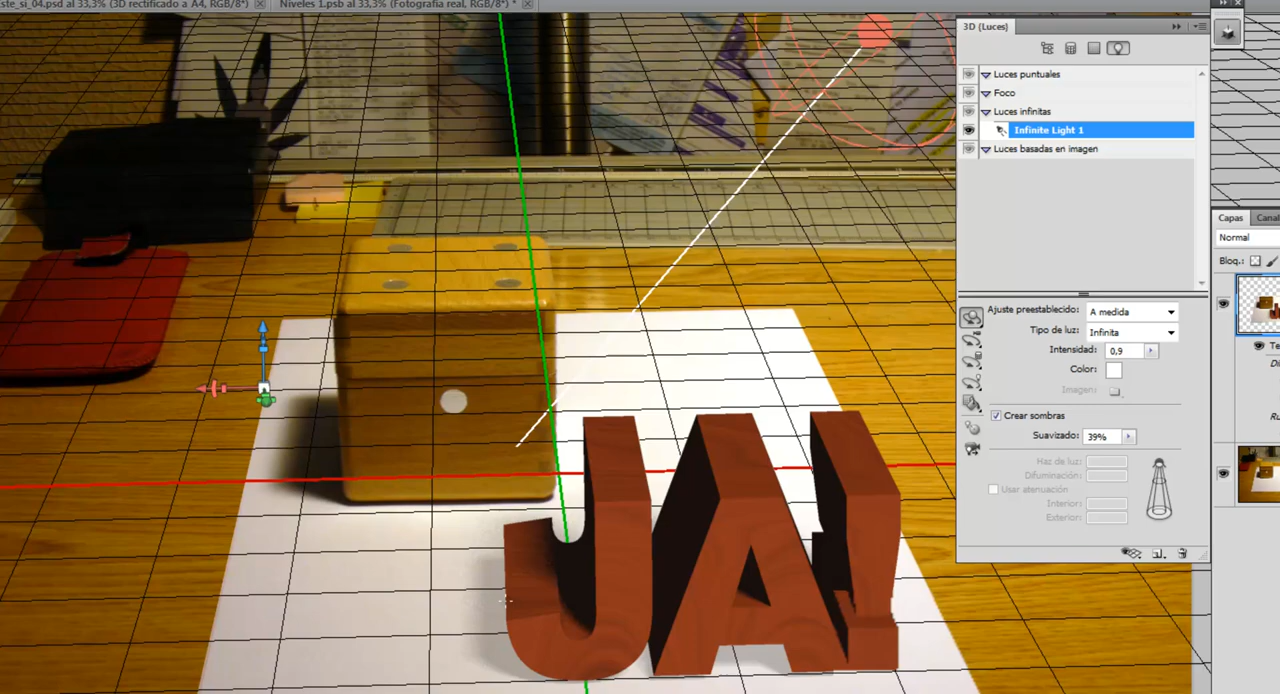 ste_si_04.psd al 33,3% (3D rectificado a A4, RGB/8*)
Niveles 1.psb al 33,3% (Fotografía real, RGB/8*) *
3D (Luces)
Luces puntuales
Foco
Luces infinitas
Infinite Light 1
Luces basadas en imagen
Ajuste preestablecido: A medida
Tipo de luz: Infinita
Intensidad: 0,9
Color:
Imagen:
Crear sombras
Suavizado: 39%
Haz de luz:
Difuminación:
Usar atenuación
Interior:
Exterior:
Capas
Canal
Normal
Bloq.:
Te
Di
Ru
JA!